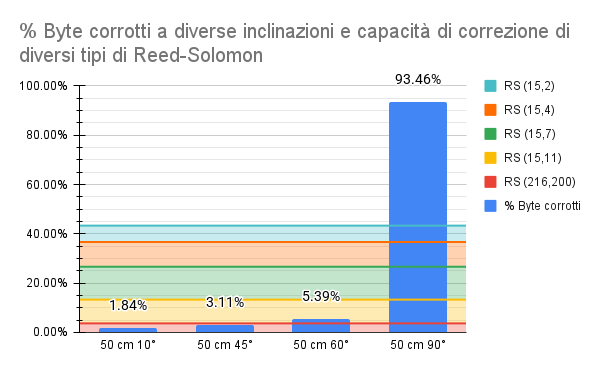 % Byte corrotti a diverse inclinazioni e capacità di correzione di
diversi tipi di Reed-Solomon
100.00%
80.00%
60.00%
40.00%
20.00%
0.00%
1.84%
3.11%
5.39%
93.46%
50 cm 10°
50 cm 45°
50 cm 60°
50 cm 90°
RS (15,2)
RS (15,4)
RS (15,7)
RS (15,11)
RS (216,200)
% Byte corrotti